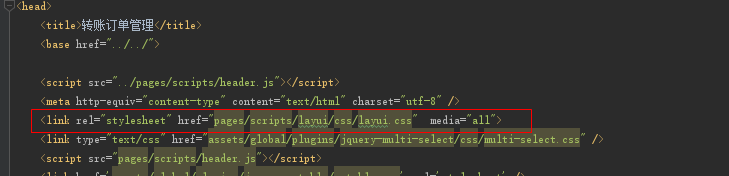 <head>
<title>转账订单管理</title>
<base href="../../">
<script src="../pages/scripts/header.js"></script>
<meta http-equiv="content-type" content="text/html" charset="utf-8" />
<link rel="stylesheet" href="pages/scripts/layui/css/layui.css"  media="all">
<link type="text/css" href="assets/global/plugins/jquery-multi-select/css/multi-select.css" />
<script src="pages/scripts/header.js"></script>